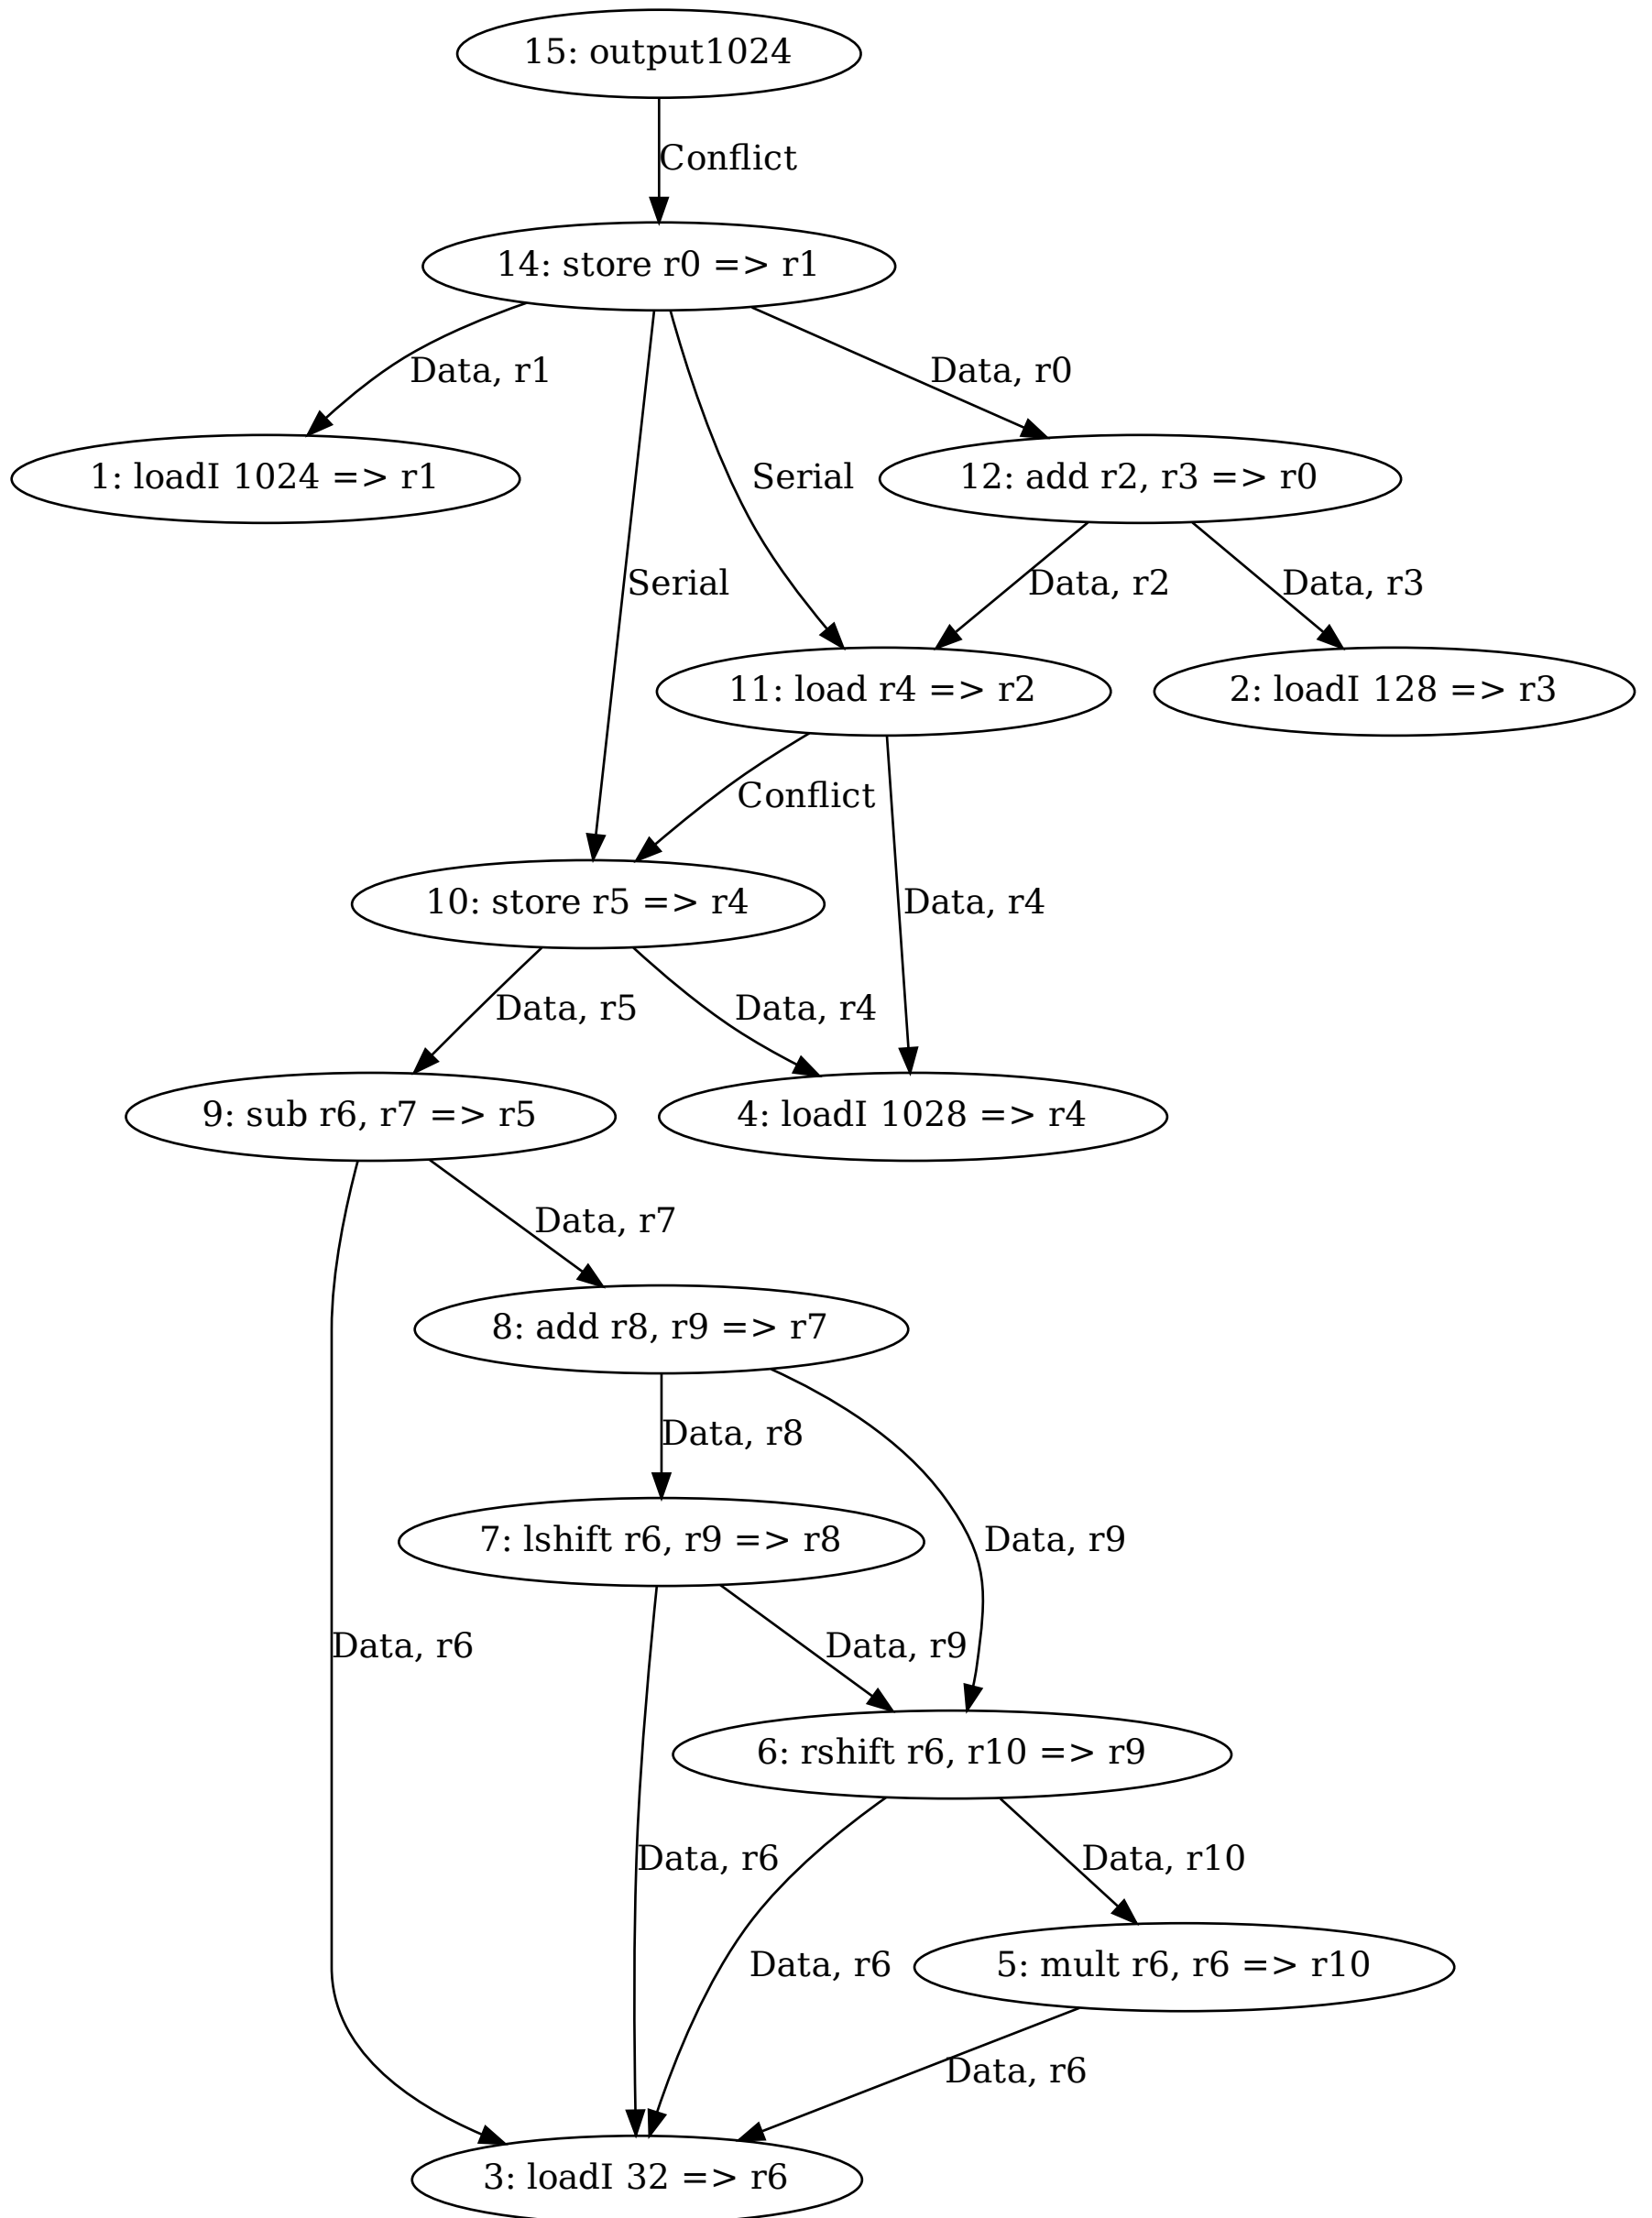 15: output1024
Conflict
14: store r0 => r1
Data, r1
Data, r0
1: loadI 1024 => r1
Serial
12: add r2, r3 => r0
Serial
Data, r2
Data, r3
11: load r4 => r2
2: loadI 128 => r3
Conflict
10: store r5 => r4
Data, r4
Data, r5
Data, r4
9: sub r6, r7 => r5
4: loadI 1028 => r4
Data, r7
8: add r8, r9 => r7
Data, r8
7: lshift r6, r9 => r8
Data, r9
Data, r6
Data, r9
6: rshift r6, r10 => r9
Data, r6
Data, r10
Data, r6
5: mult r6, r6 => r10
Data, r6
3: loadI 32 => r6